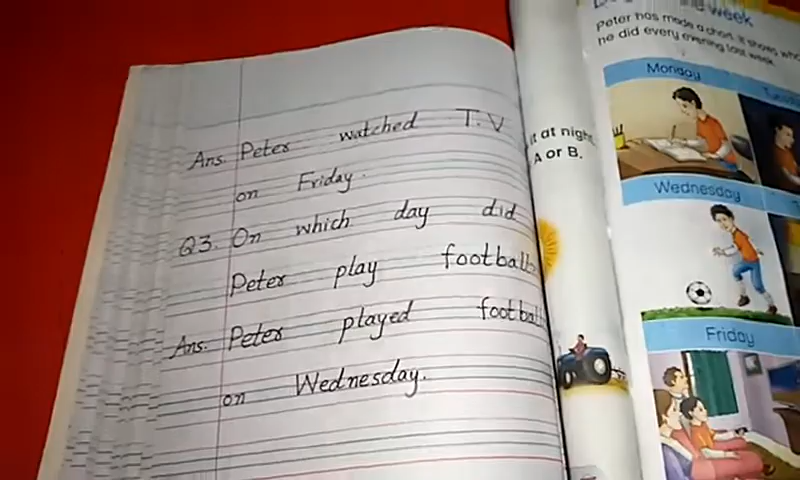 Ans. Peter watched T.V
on Friday.
Q3. On which day did
Peter play football
Ans. Peter played football
on Wednesday.
it at night.
A or B.
week
Peter has made a chart. It shows
he did every evening last week.
Monday
Wednesday
Friday